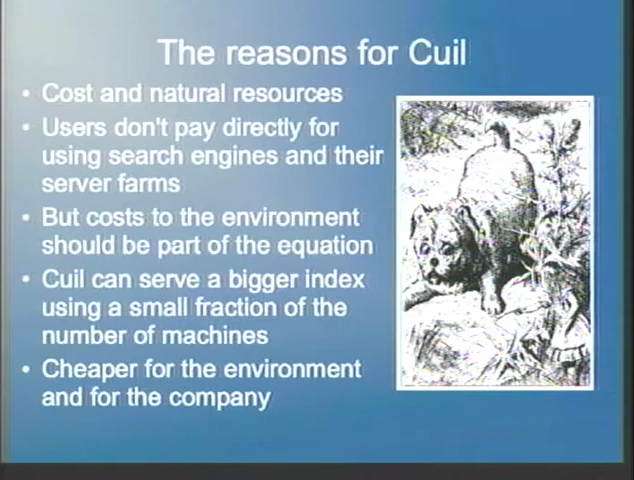 The reasons for Cuil
• Cost and natural resources
• Users don't pay directly for
using search engines and their
server farms
• But costs to the environment
should be part of the equation
• Cuil can serve a bigger index
using a small fraction of the
number of machines
• Cheaper for the environment
and for the company